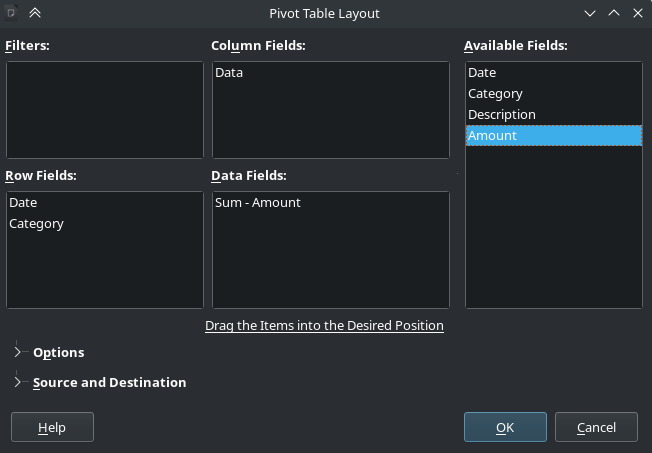 Pivot Table Layout
Filters:
Column Fields:
Available Fields:
Data
Date
Category
Description
Amount
Row Fields:
Data Fields:
Date
Category
Sum - Amount
Drag the Items into the Desired Position
Options
Source and Destination
Help
OK
Cancel